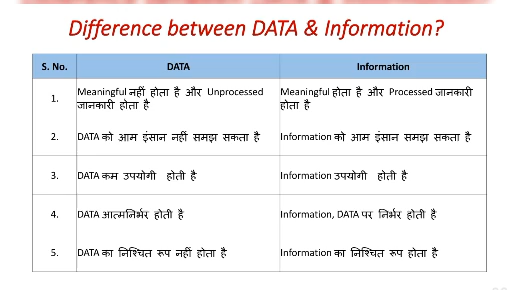 Difference between DATA & Information?
S. No.
DATA
Information
1.
Meaningful नहीं होता है और Unprocessed
जानकारी होता है
Meaningful होता है और Processed जानकारी
होता है
2.
DATA को आम इंसान नहीं समझ सकता है
Information को आम इंसान समझ सकता है
3.
DATA कम उपयोगी होती है
Information उपयोगी होती है
4.
DATA आत्मनिर्भर होती है
Information, DATA पर निर्भर होती है
5.
DATA का निश्चित रूप नहीं होता है
Information का निश्चित रूप होता है